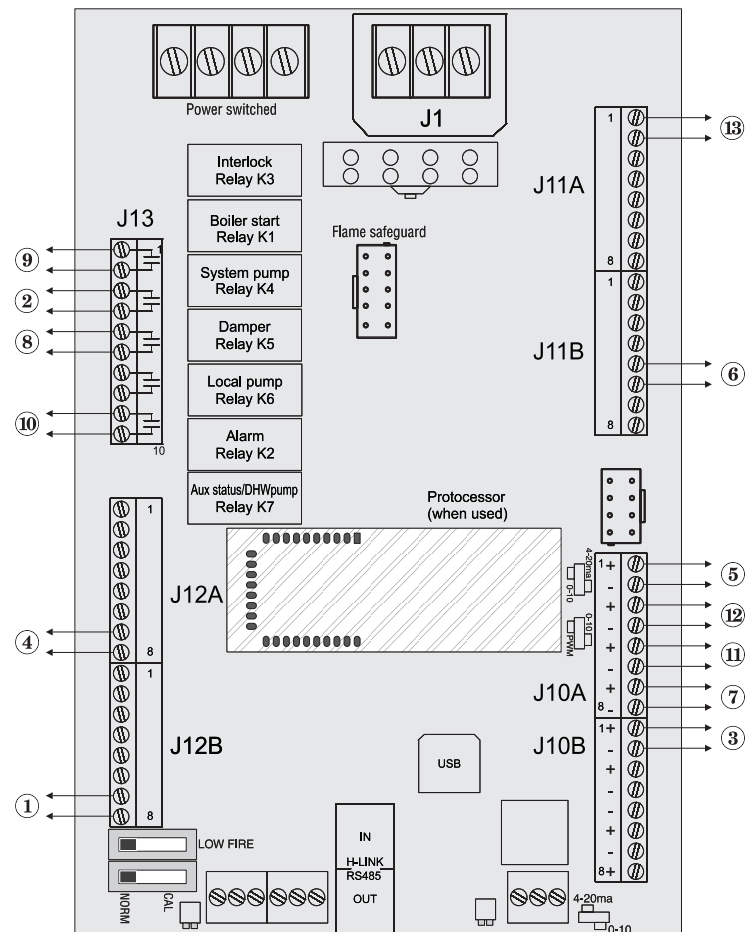 Power switched
J1
Interlock
Relay K3
Boiler start
Relay K1
System pump
Relay K4
Damper
Relay K5
Local pump
Relay K6
Alarm
Relay K2
Aux status/DHWpump
Relay K7
Flame safeguard
J13
1
10
9
2
8
10
J11A
1
8
13
J11B
1
8
6
Protocessor
(when used)
4-20ma
0-10
0-10
PWM
J12A
1
8
4
J12B
1
8
1
J10A
1 +
-
+
-
+
-
+
8 -
5
12
11
7
J10B
1 +
-
+
-
-
+
-
8 +
3
USB
LOW FIRE
NORM
CAL
IN
H-LINK
RS485
OUT
4-20ma
0-10